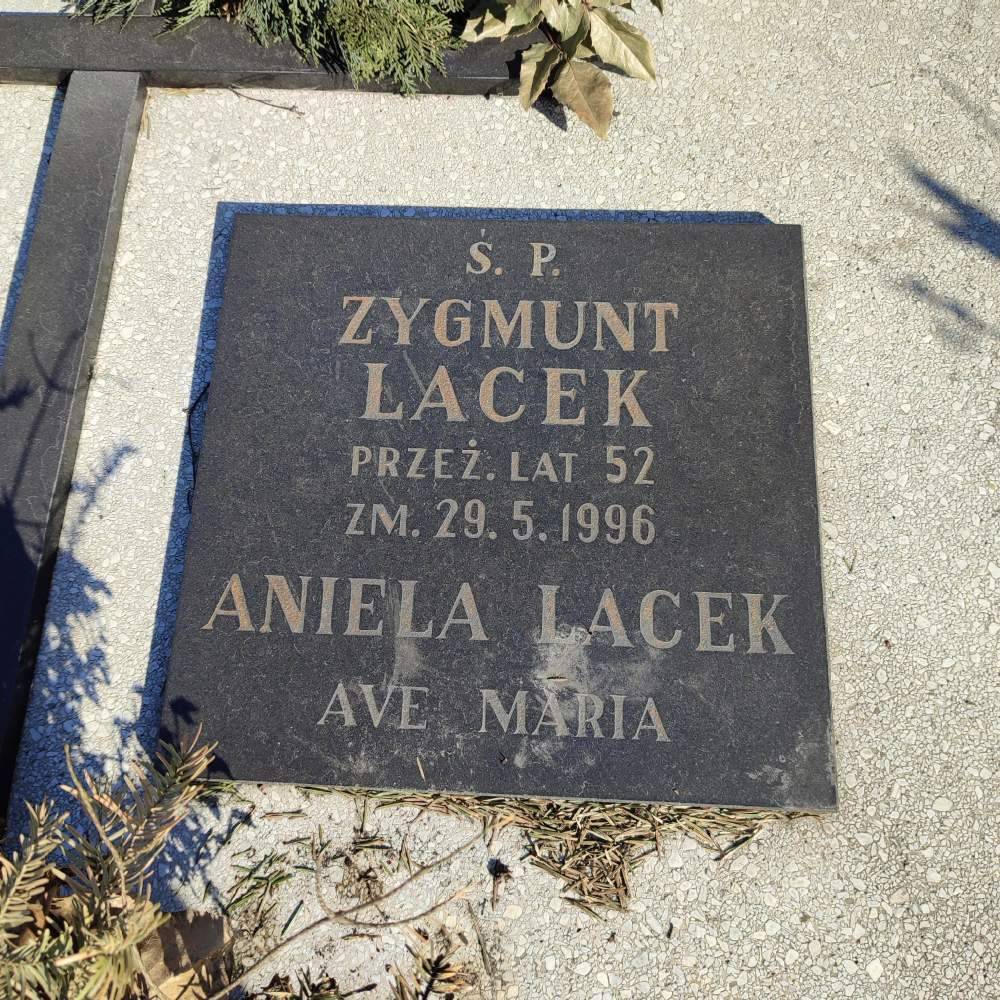 Ś. P.
ZYGMUNT
LACEK
PRZEŻ. LAT 52
ZM. 29. 5. 1996
ANIELA LACEK
AVE MARIA